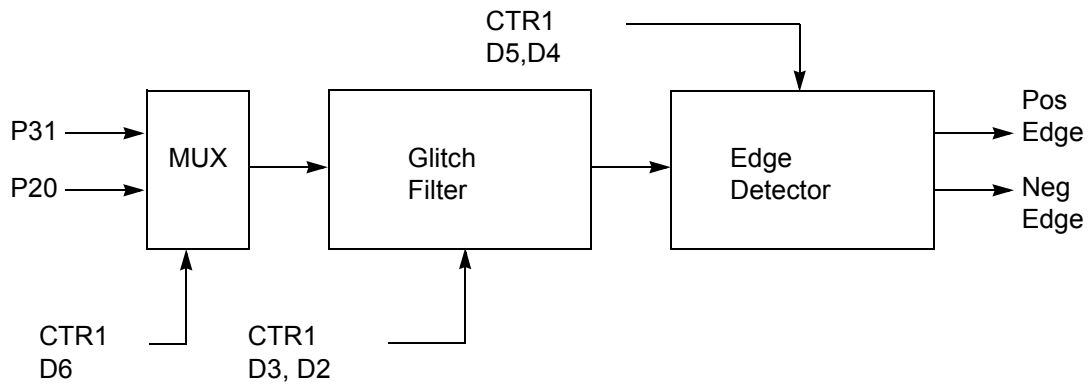 CTR1
D5,D4
P31
P20
MUX
Glitch
Filter
Edge
Detector
Pos
Edge
Neg
Edge
CTR1
D6
CTR1
D3, D2